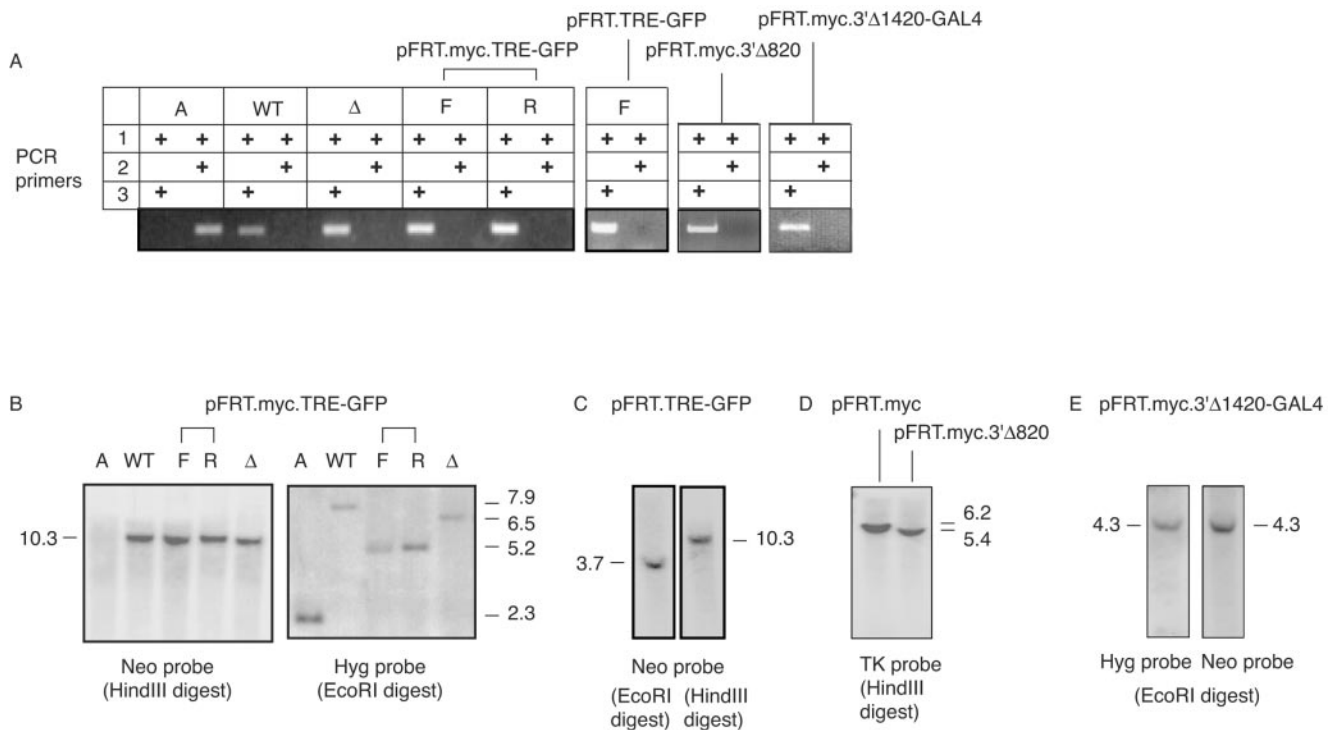 pFRT.TRE-GFP
pFRT.myc.3'Δ1420-GAL4
pFRT.myc.TRE-GFP
pFRT.myc.3'Δ820
A
A WT Δ F R F
1 + + + + + + + + + + + + + + + +
PCR primers
2 + + + + + + + +
3 + + + + + + + +
B pFRT.myc.TRE-GFP
A WT F R Δ
A WT F R Δ
10.3
7.9
6.5
5.2
2.3
Neo probe
(HindIII digest)
Hyg probe
(EcoRI digest)
C pFRT.TRE-GFP
3.7
10.3
Neo probe
(EcoRI digest) (HindIII digest)
D pFRT.myc
pFRT.myc.3'Δ820
6.2
5.4
TK probe
(HindIII
digest)
E pFRT.myc.3'Δ1420-GAL4
4.3
4.3
Hyg probe Neo probe
(EcoRI digest)